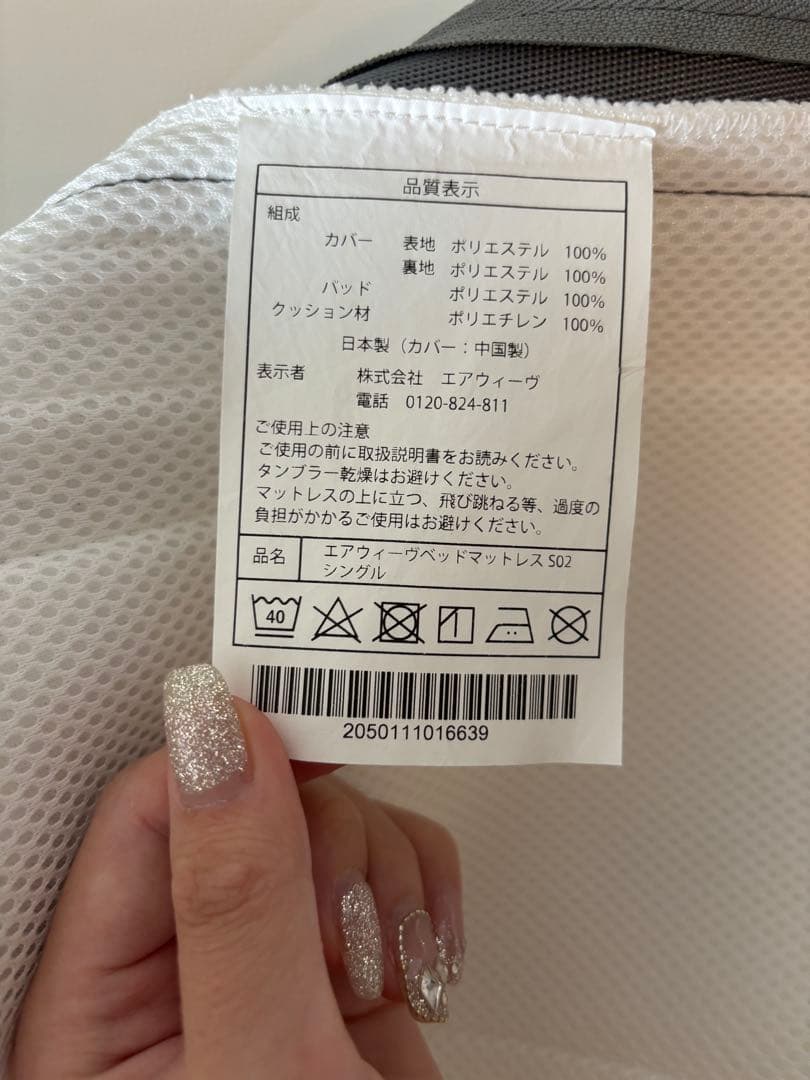 品質表示
組成
カバー 表地 ポリエステル 100%
裏地 ポリエステル 100%
パッド ポリエステル 100%
クッション材 ポリエチレン 100%
日本製（カバー：中国製）
表示者 株式会社 エアウィーヴ
電話 0120-824-811
ご使用上の注意
ご使用の前に取扱説明書をお読みください。
タンブラー乾燥はお避けください。
マットレスの上に立つ、飛び跳ねる等、過度の
負担がかかるご使用はお避けください。
品名 エアウィーヴベッドマットレス S02
シングル
40
2050111016639